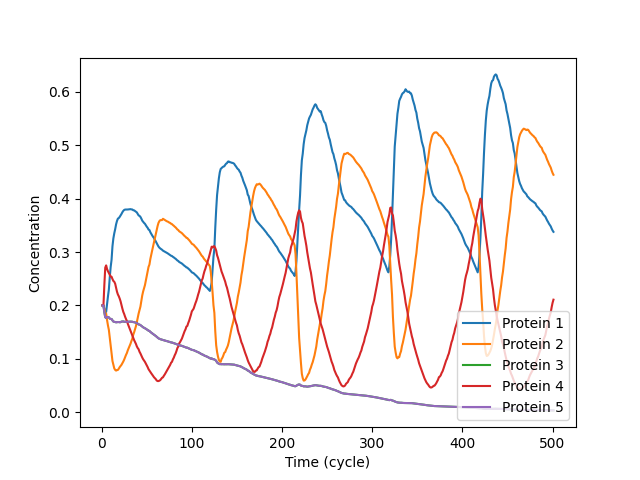 0.6
0.5
0.4
0.3
0.2
0.1
0.0
Concentration
Protein 1
Protein 2
Protein 3
Protein 4
Protein 5
0 100 200 300 400 500
Time (cycle)